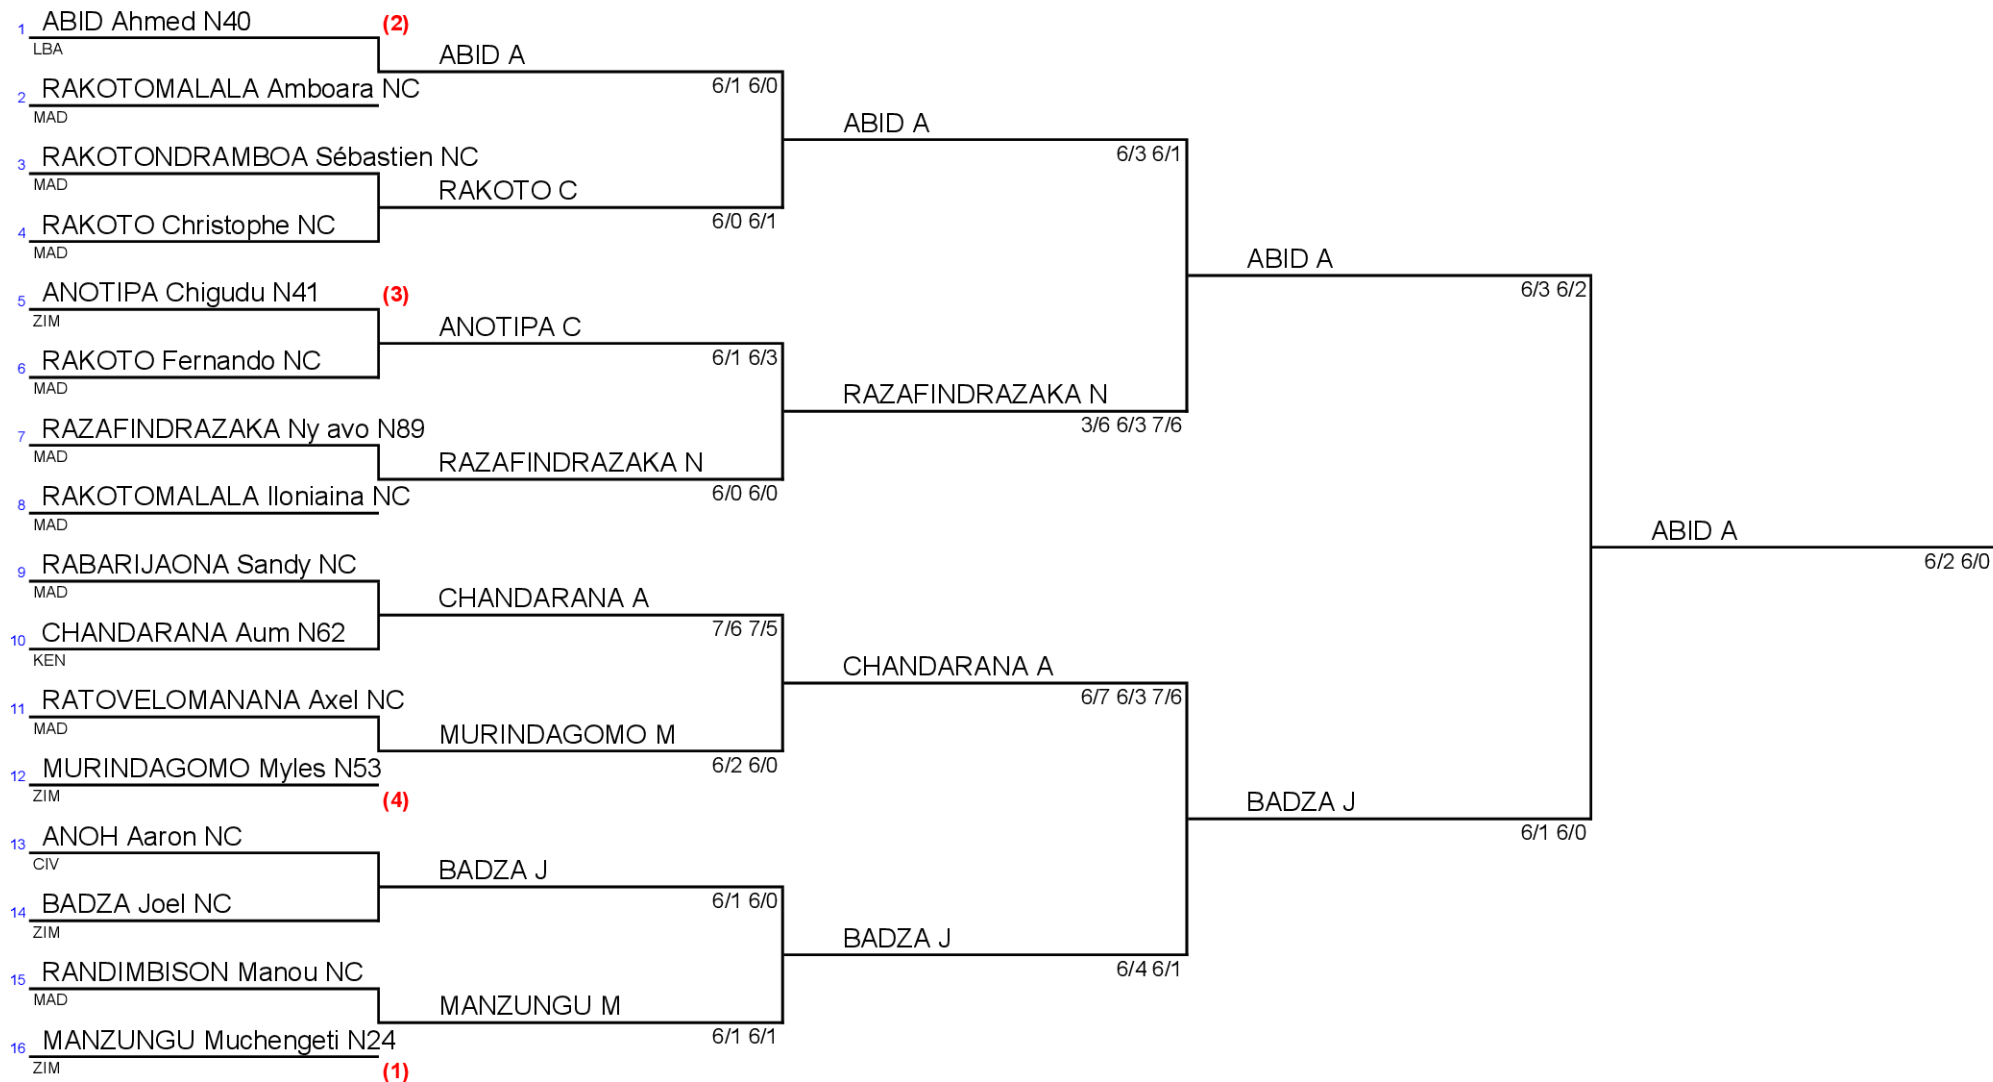 1 ABID Ahmed N40 (2)
LBA
ABID A
2 RAKOTOMALALA Amboara NC 6/1 6/0
MAD
ABID A
3 RAKOTONDRAMBOA Sébastien NC 6/3 6/1
MAD
RAKOTO C
4 RAKOTO Christophe NC 6/0 6/1
MAD
ABID A
5 ANOTIPA Chigudu N41 (3) 6/3 6/2
ZIM
ANOTIPA C
6 RAKOTO Fernando NC 6/1 6/3
MAD
RAZAFINDRAZAKA N
7 RAZAFINDRAZAKA Ny avo N89 3/6 6/3 7/6
MAD
RAZAFINDRAZAKA N
8 RAKOTOMALALA Iloniaina NC 6/0 6/0
MAD
ABID A
9 RABARIJAONA Sandy NC 6/2 6/0
MAD
CHANDARANA A
10 CHANDARANA Aum N62 7/6 7/5
KEN
CHANDARANA A
11 RATOVELOMANANA Axel NC 6/7 6/3 7/6
MAD
MURINDAGOMO M
12 MURINDAGOMO Myles N53 6/2 6/0
ZIM (4)
BADZA J
13 ANOH Aaron NC 6/1 6/0
CIV
BADZA J
14 BADZA Joel NC 6/1 6/0
ZIM
BADZA J
15 RANDIMBISON Manou NC 6/4 6/1
MAD
MANZUNGU M
16 MANZUNGU Muchengeti N24 6/1 6/1
ZIM (1)